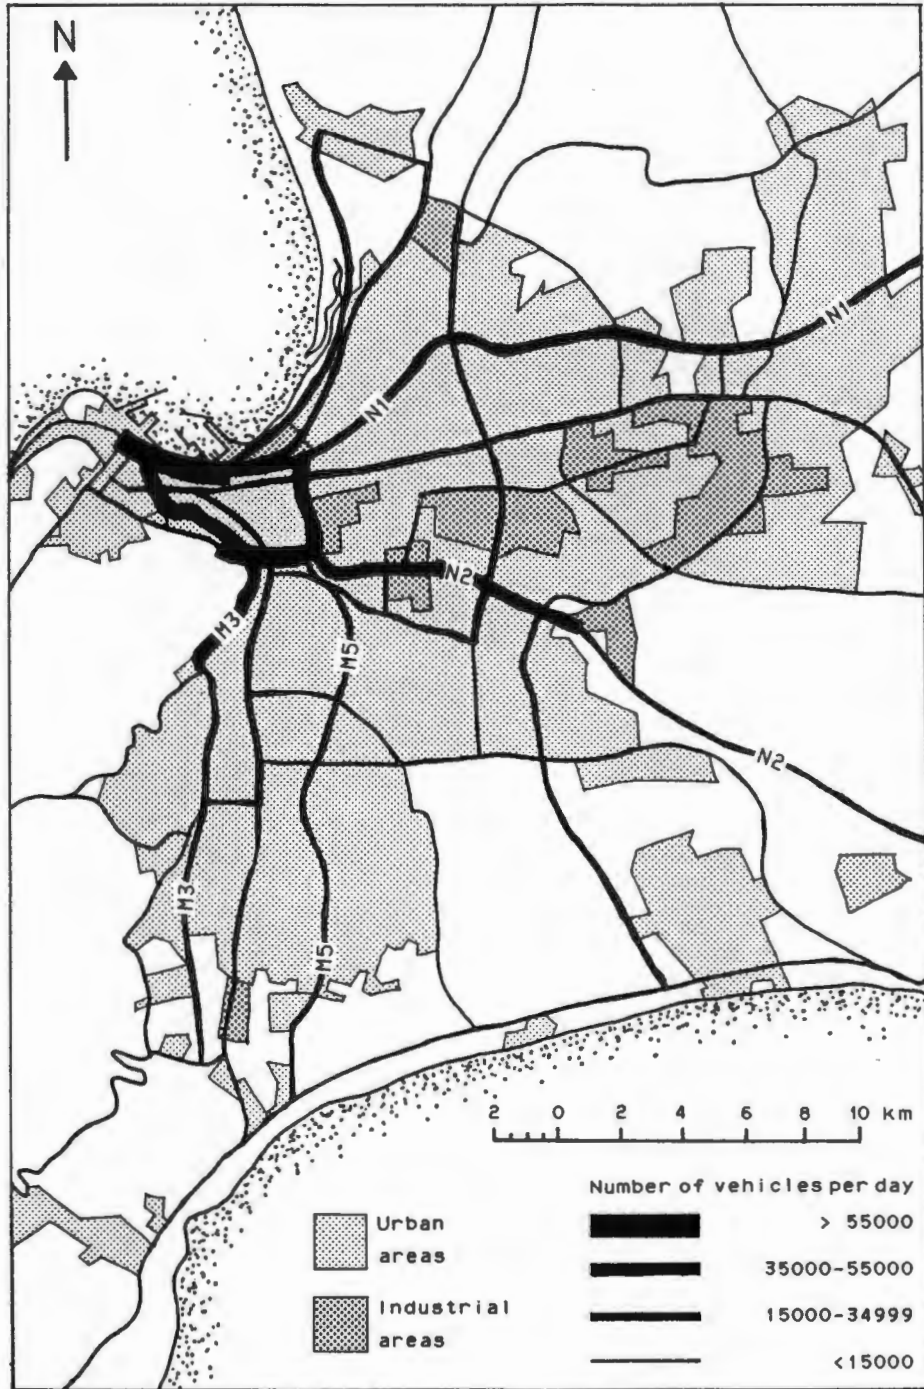 N
N1
N1
N2
M3
M5
N2
M3
M5
2 0 2 4 6 8 10 km
Number of vehicles per day
Urban
areas
> 55000
35000-55000
Industrial
areas
15000-34999
<15000